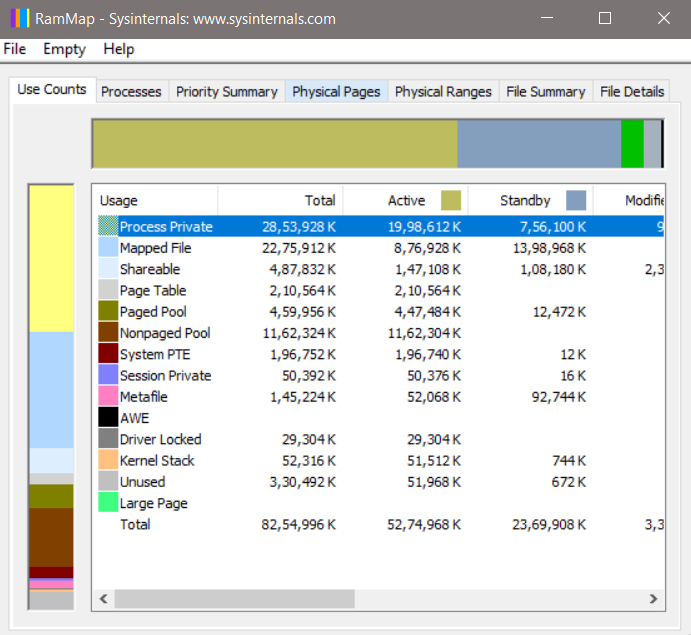 RamMap - Sysinternals: www.sysinternals.com
File Empty Help
Use Counts Processes Priority Summary Physical Pages Physical Ranges File Summary File Details
Usage Total Active Standby Modifie
Process Private 28,53,928 K 19,98,612 K 7,56,100 K 9
Mapped File 22,75,912 K 8,76,928 K 13,98,968 K
Shareable 4,87,832 K 1,47,108 K 1,08,180 K 2,3
Page Table 2,10,564 K 2,10,564 K
Paged Pool 4,59,956 K 4,47,484 K 12,472 K
Nonpaged Pool 11,62,324 K 11,62,304 K
System PTE 1,96,752 K 1,96,740 K 12 K
Session Private 50,392 K 50,376 K 16 K
Metafile 1,45,224 K 52,068 K 92,744 K
AWE
Driver Locked 29,304 K 29,304 K
Kernel Stack 52,316 K 51,512 K 744 K
Unused 3,30,492 K 51,968 K 672 K
Large Page
Total 82,54,996 K 52,74,968 K 23,69,908 K 3,3